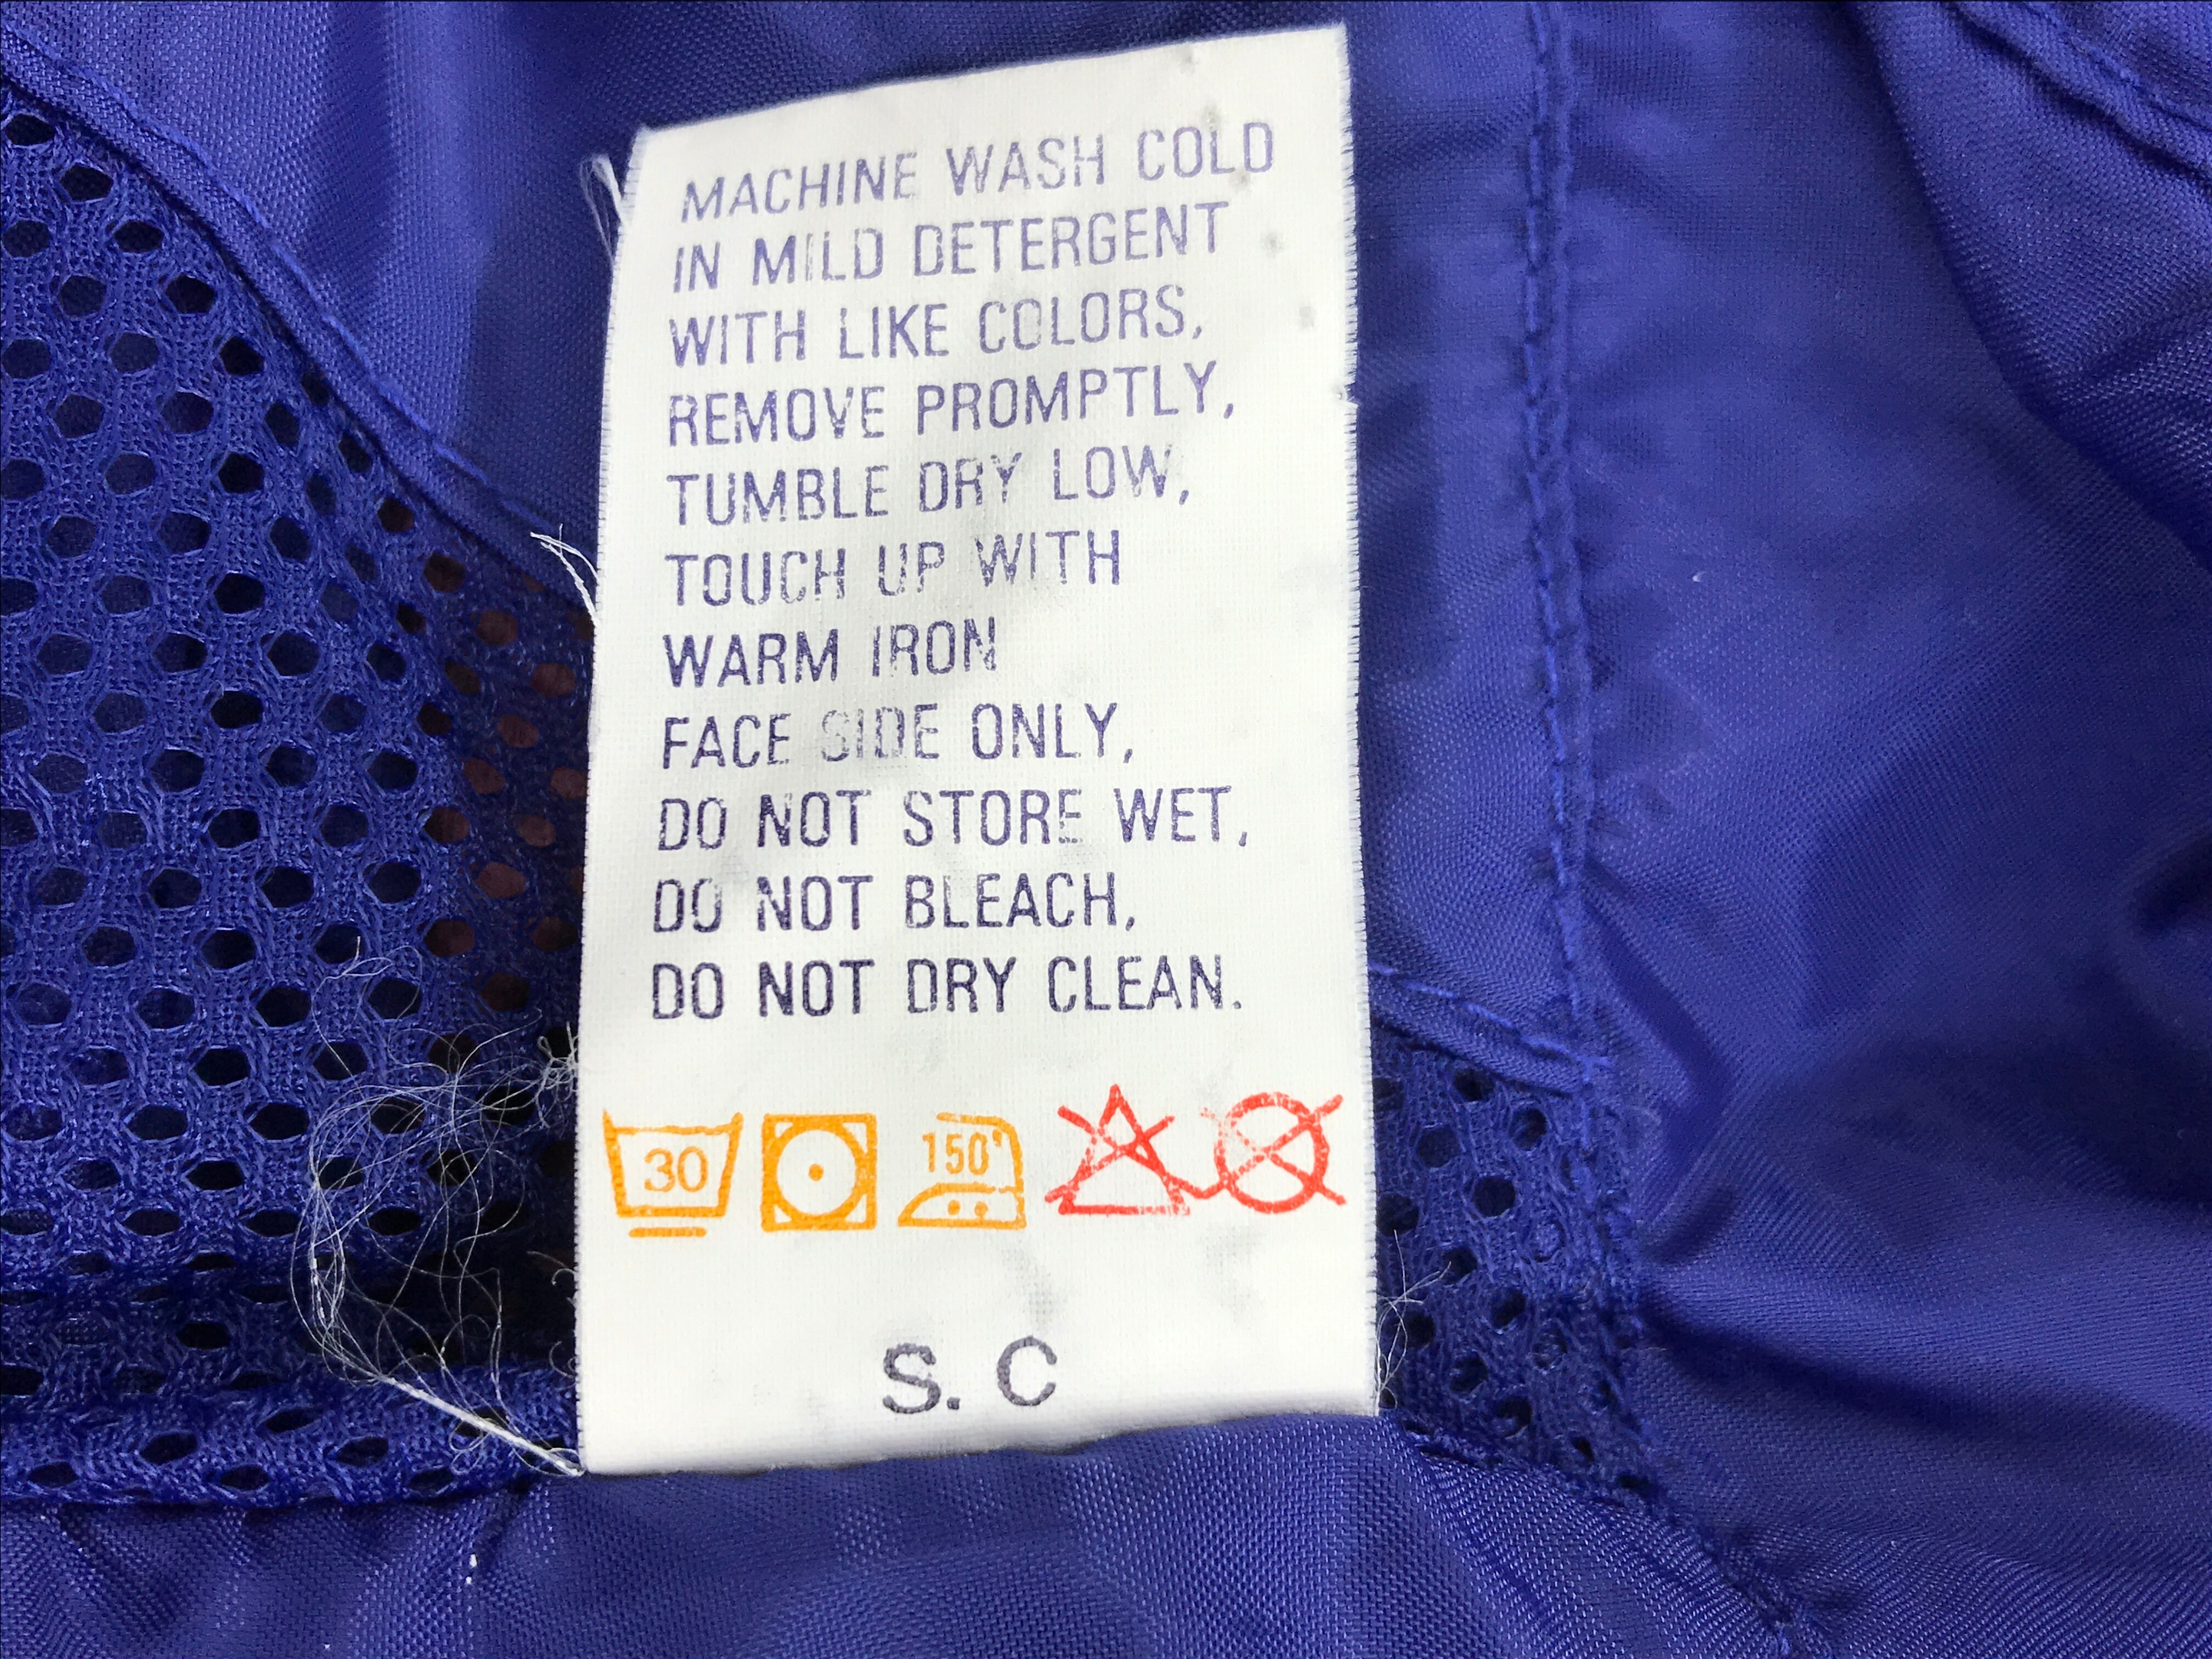 MACHINE WASH COLD
IN MILD DETERGENT
WITH LIKE COLORS,
REMOVE PROMPTLY,
TUMBLE DRY LOW,
TOUCH UP WITH
WARM IRON
FACE SIDE ONLY,
DO NOT STORE WET,
DO NOT BLEACH,
DO NOT DRY CLEAN.
30 150°
S. C